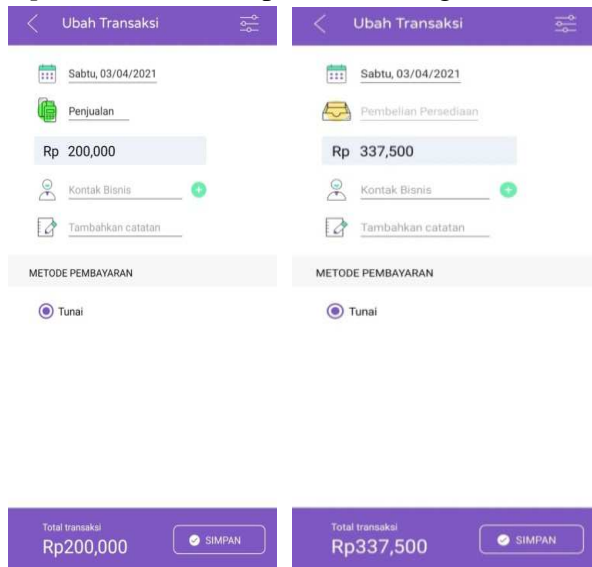 Ubah Transaksi
Sabtu, 03/04/2021
Penjualan
Rp 200,000
Kontak Bisnis
Tambahkan catatan
METODE PEMBAYARAN
Tunai
Total transaksi
Rp200,000
SIMPAN
Ubah Transaksi
Sabtu, 03/04/2021
Pembelian Persediaan
Rp 337,500
Kontak Bisnis
Tambahkan catatan
METODE PEMBAYARAN
Tunai
Total transaksi
Rp337,500
SIMPAN